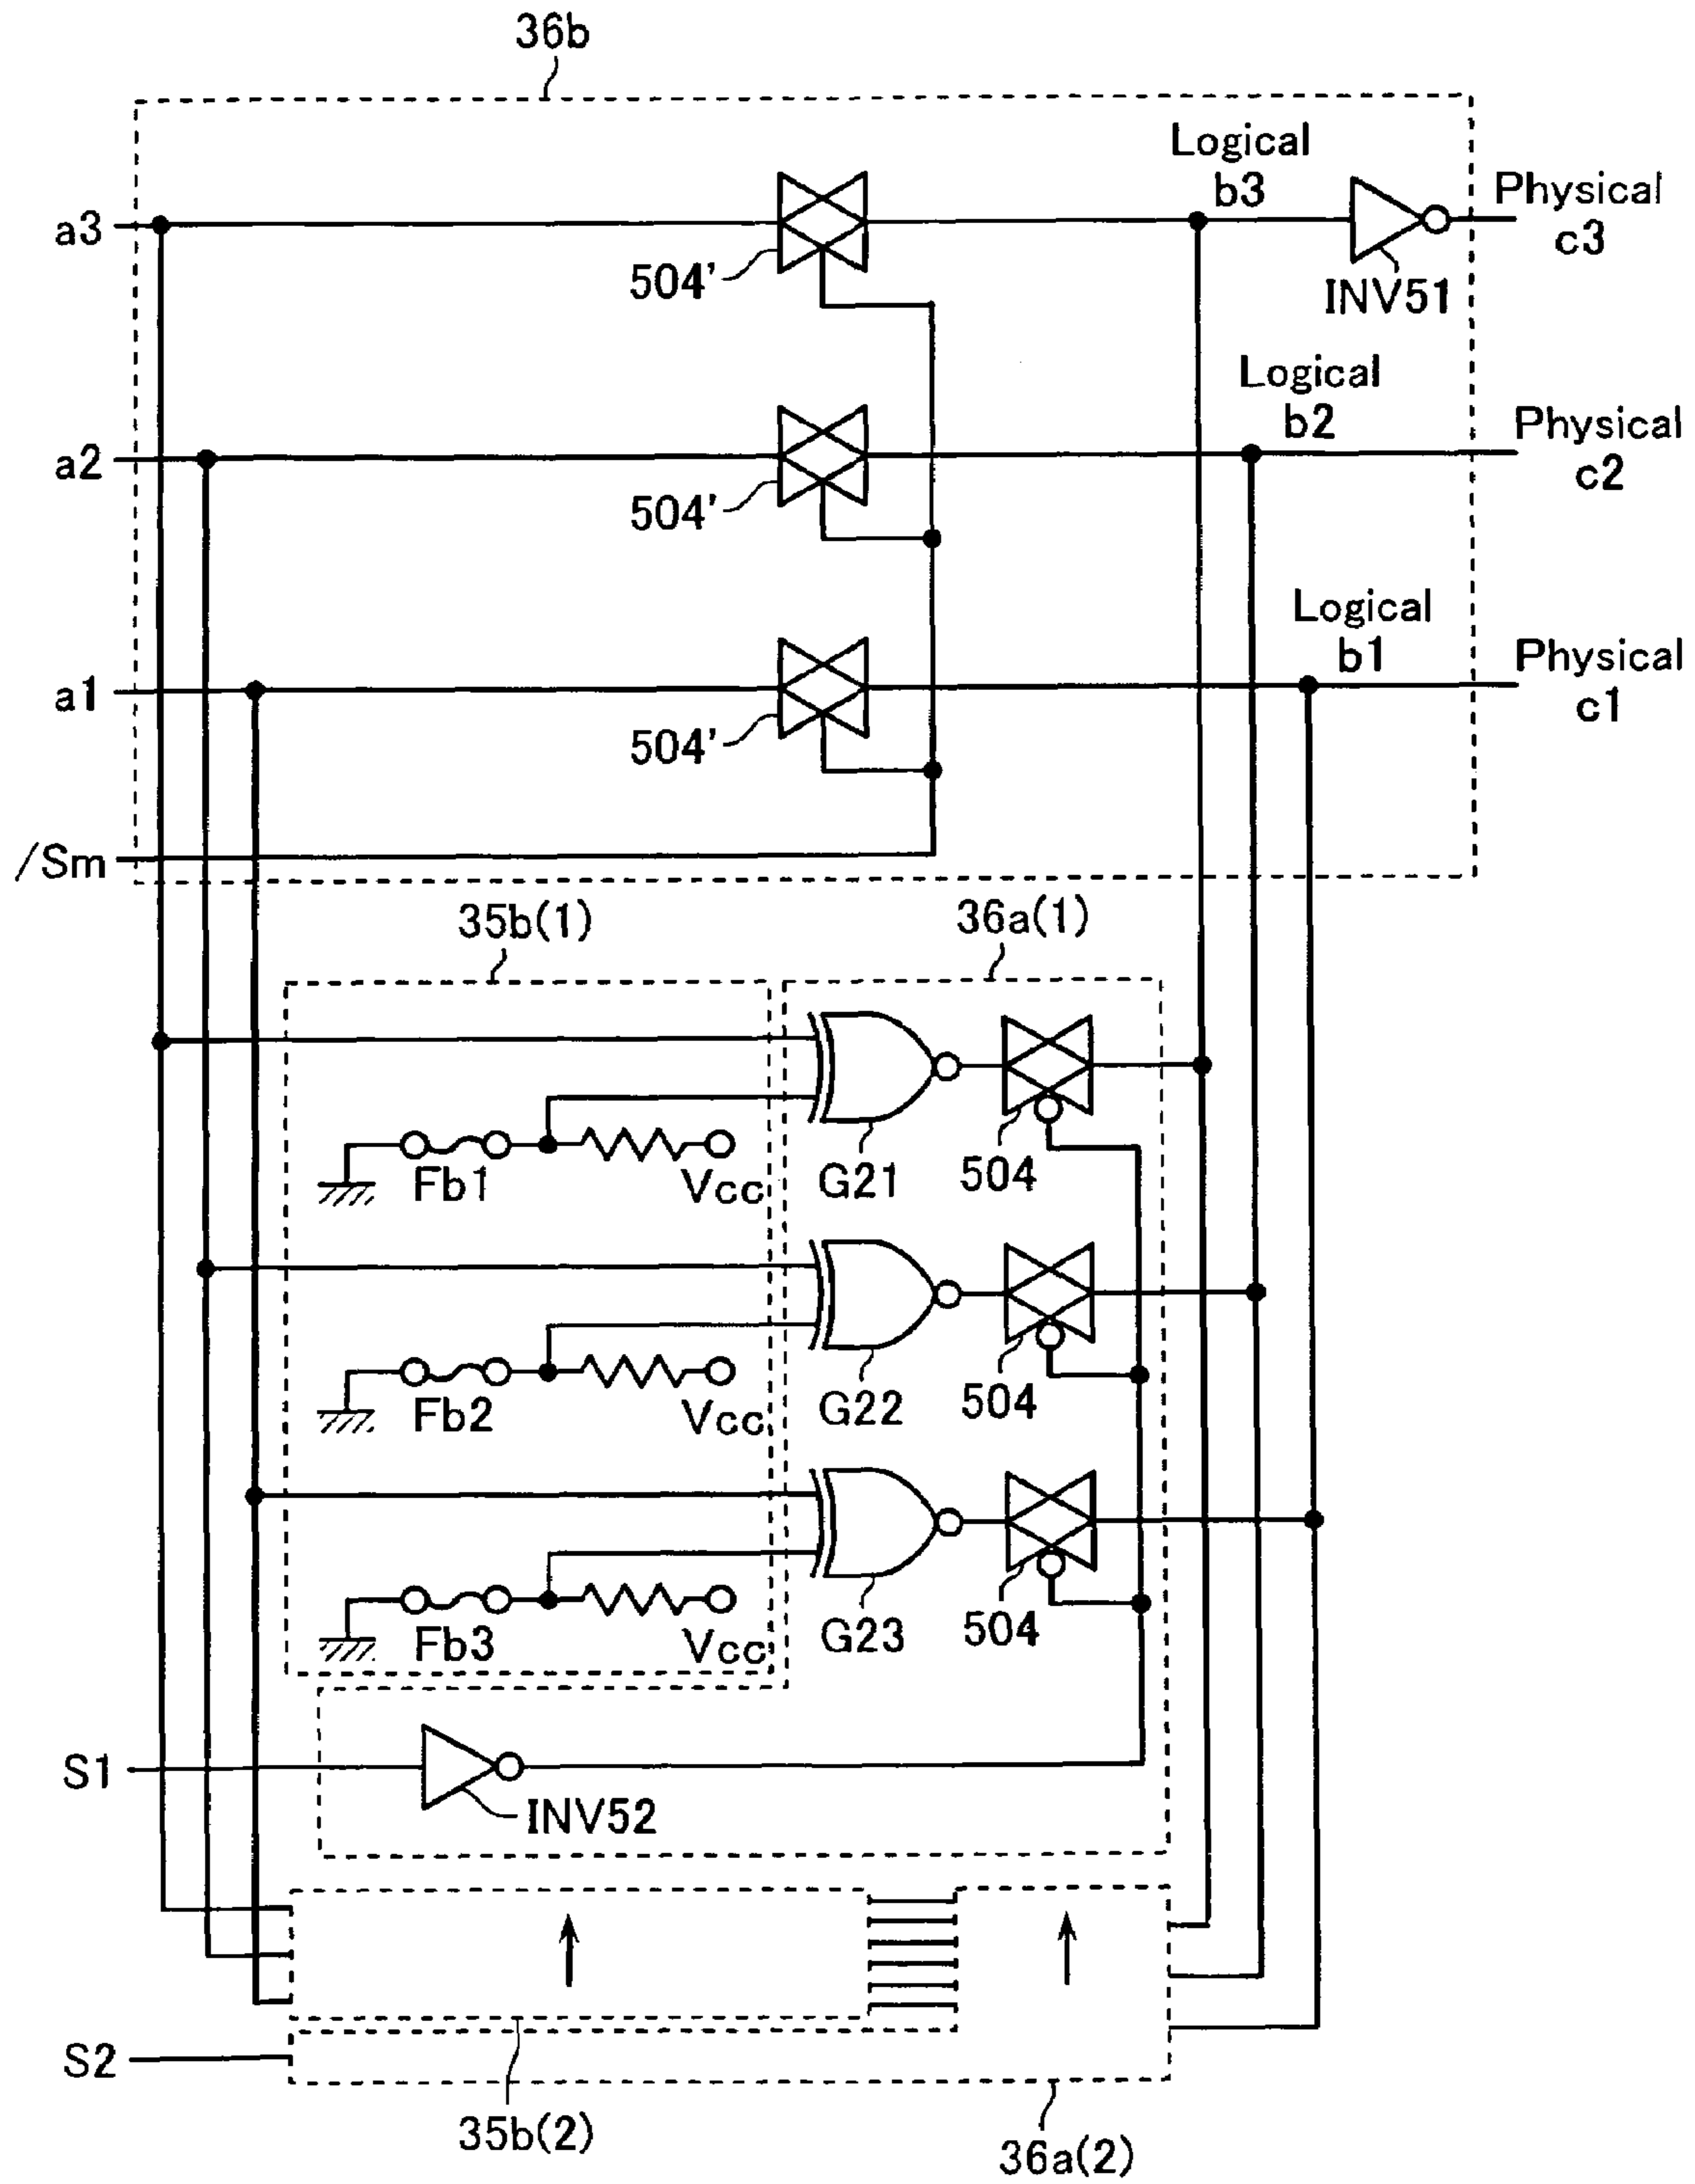 36b
Logical
b3
Physical
c3
a3
504'
INV51
Logical
b2
Physical
c2
a2
504'
Logical
b1
Physical
c1
a1
504'
/Sm
35b(1)
36a(1)
Fb1
Vcc
G21
504
Fb2
Vcc
G22
504
Fb3
Vcc
G23
504
S1
INV52
S2
35b(2)
36a(2)